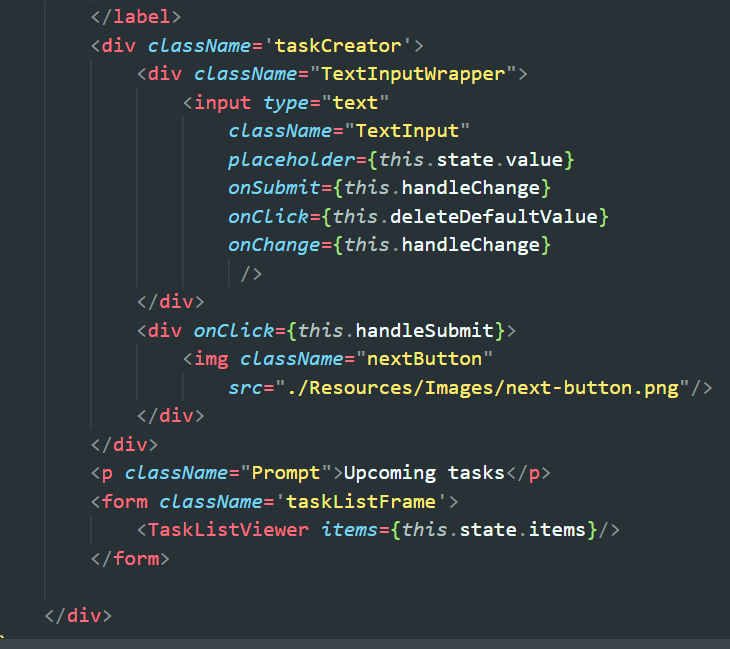 </label>
<div className='taskCreator'>
<div className="TextInputWrapper">
<input type="text"
className="TextInput"
placeholder={this.state.value}
onSubmit={this.handleChange}
onClick={this.deleteDefaultValue}
onChange={this.handleChange}
/>
</div>
<div onClick={this.handleSubmit}>
<img className="nextButton"
src="./Resources/Images/next-button.png"/>
</div>
</div>
<p className="Prompt">Upcoming tasks</p>
<form className='taskListFrame'>
<TaskListViewer items={this.state.items}/>
</form>
</div>